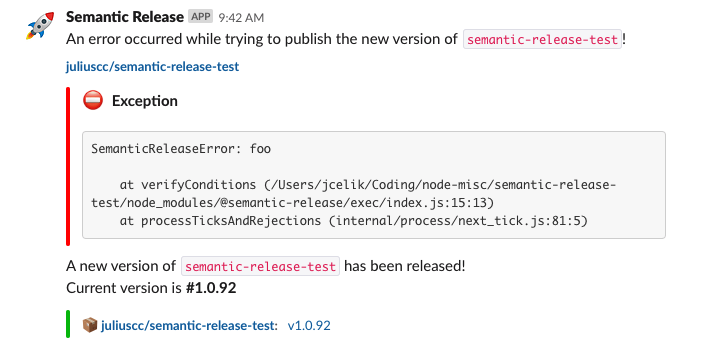 Semantic Release APP 9:42 AM
An error occurred while trying to publish the new version of semantic-release-test!
juliuscc/semantic-release-test
Exception
SemanticReleaseError: foo
at verifyConditions (/Users/jcelik/Coding/node-misc/semantic-release-
test/node_modules/@semantic-release/exec/index.js:15:13)
at processTicksAndRejections (internal/process/next_tick.js:81:5)
A new version of semantic-release-test has been released!
Current version is #1.0.92
juliuscc/semantic-release-test: v1.0.92